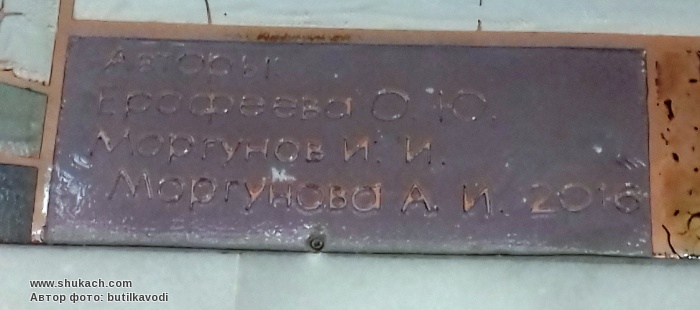 Авторы:
Ерофеева О. Ю.
Моргунов И. И.
Моргунова А. И. 2016
www.shukach.com
Автор фото: butilkavodi